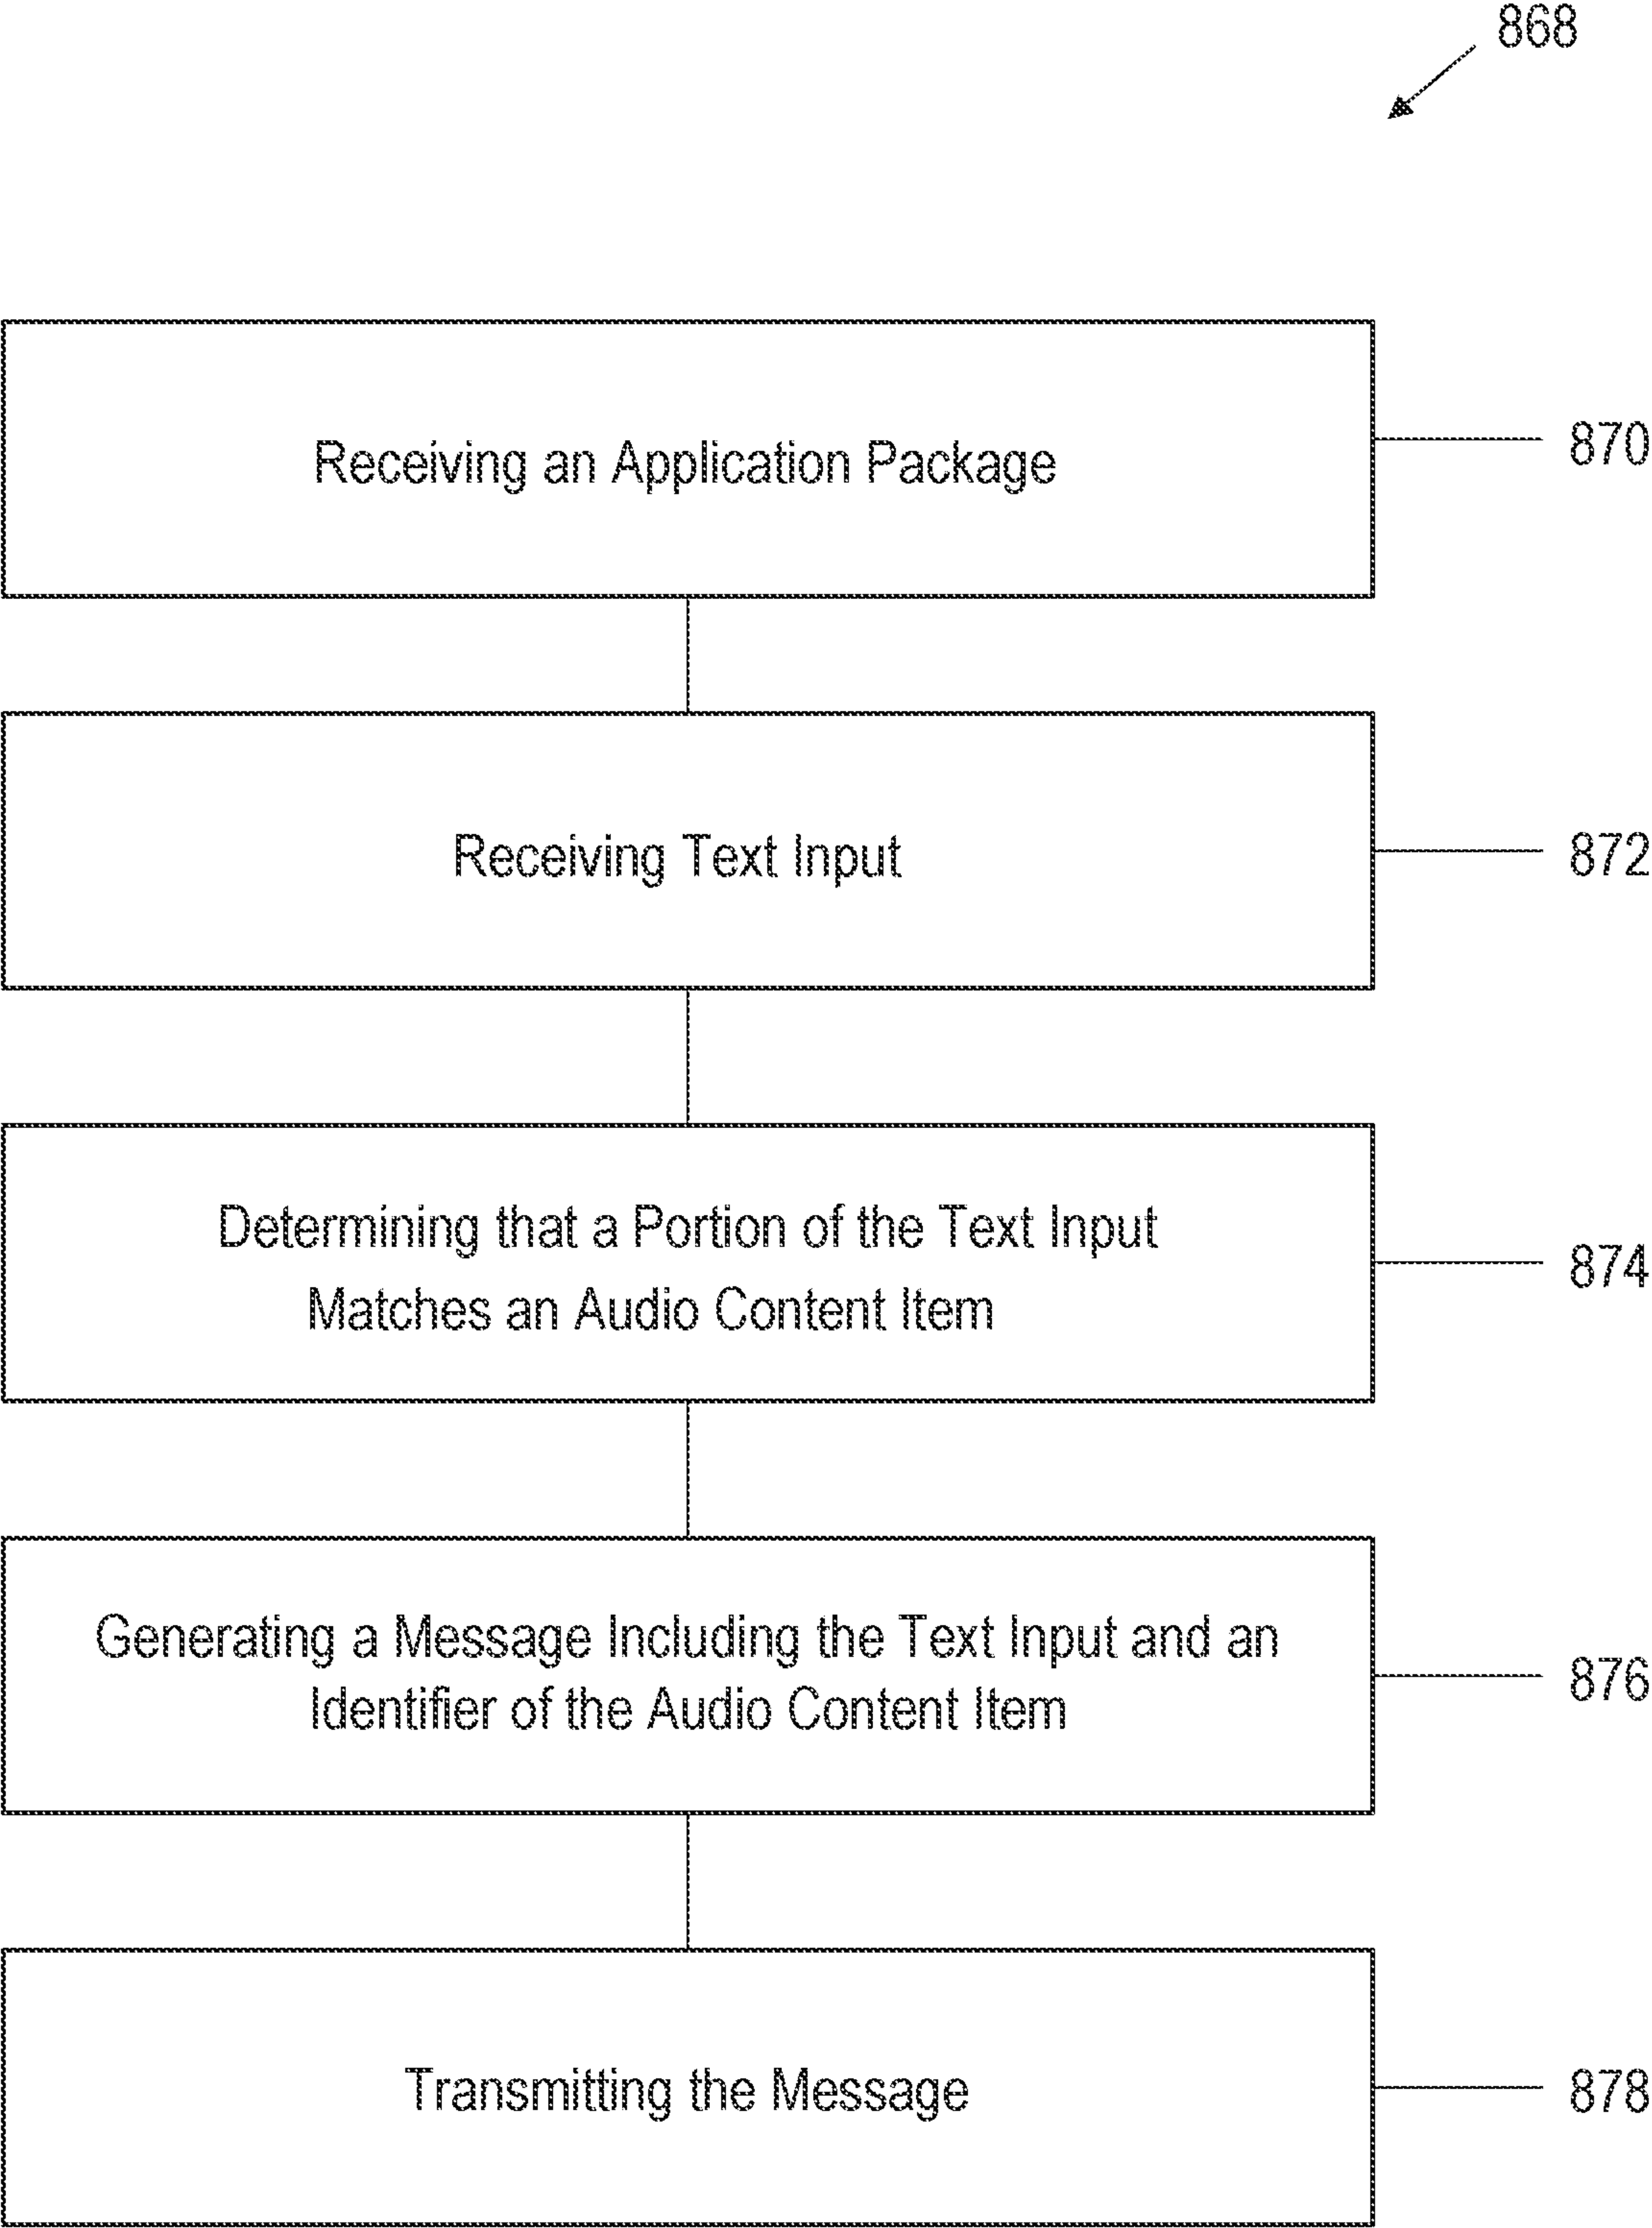 868
Receiving an Application Package
870
Receiving Text Input
872
Determining that a Portion of the Text Input
Matches an Audio Content Item
874
Generating a Message Including the Text Input and an
Identifier of the Audio Content Item
876
Transmitting the Message
878